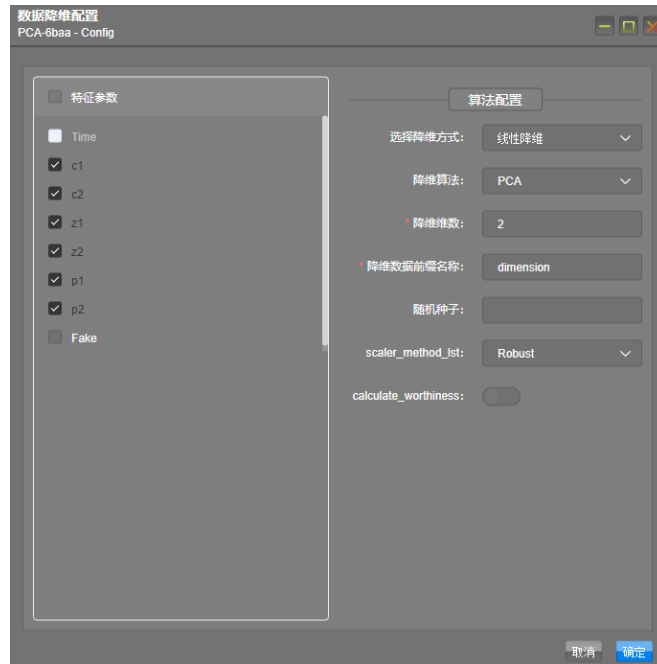 数据降维配置
PCA-6baa - Config
特征参数
Time
c1
c2
z1
z2
p1
p2
Fake
算法配置
选择降维方式： 线性降维
降维算法： PCA
* 降维维数： 2
* 降维数据前缀名称： dimension
随机种子：
scaler_method_lst： Robust
calculate_worthiness：
取消 确定